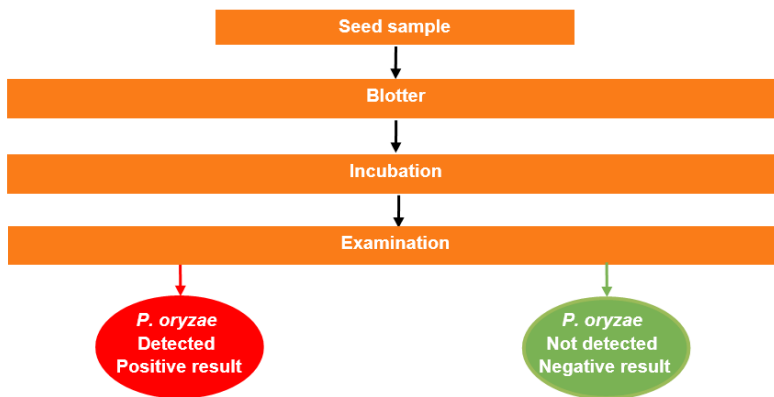 Seed sample
Blotter
Incubation
Examination
P. oryzae
Detected
Positive result
P. oryzae
Not detected
Negative result